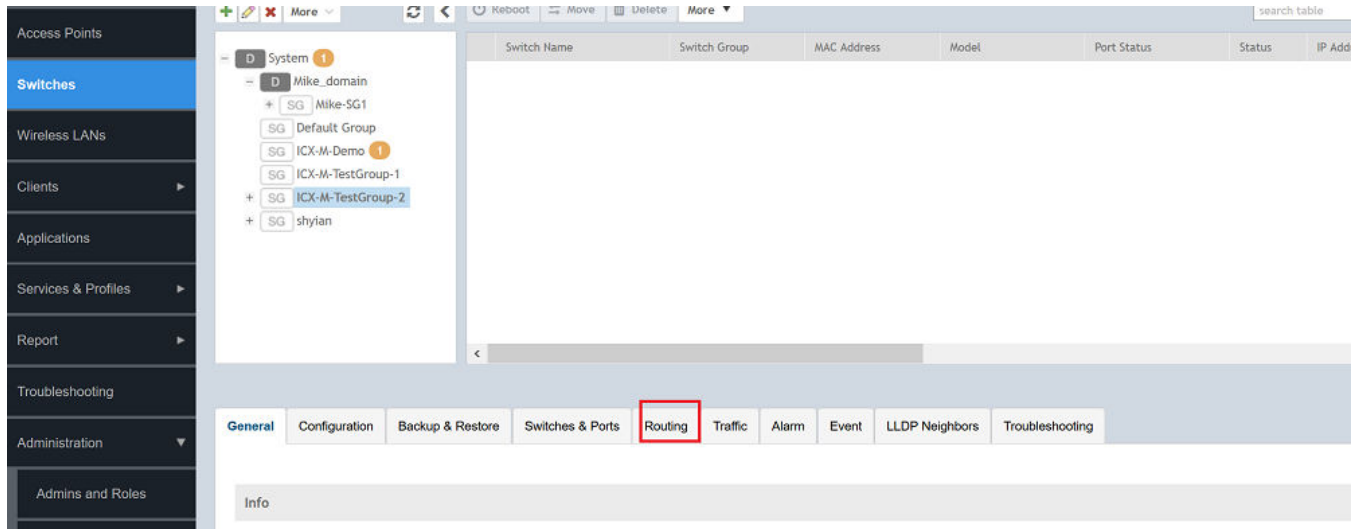 More
Reboot Move Delete More ▼
search table
Access Points
Switches
Wireless LANs
Clients
Applications
Services & Profiles
Report
Troubleshooting
Administration
Admins and Roles
D System 1
D Mike_domain
SG Mike-SG1
SG Default Group
SG ICX-M-Demo 1
SG ICX-M-TestGroup-1
SG ICX-M-TestGroup-2
SG shyian
Switch Name Switch Group MAC Address Model Port Status Status IP Add
General Configuration Backup & Restore Switches & Ports Routing Traffic Alarm Event LLDP Neighbors Troubleshooting
Info